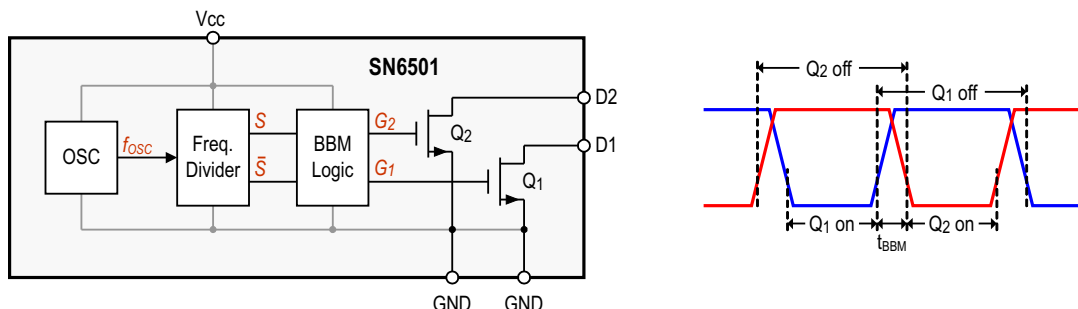 Vcc
SN6501
OSC
fOSC
Freq.
Divider
S
S̄
BBM
Logic
G2
G1
Q2
Q1
D2
D1
GND
GND
Q2 off
Q1 off
Q1 on
tBBM
Q2 on